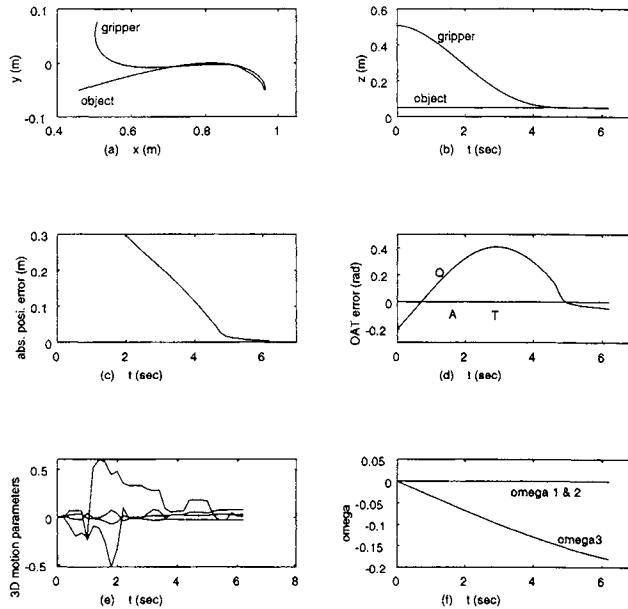 0.1
gripper
y (m)
0
object
-0.1
0.4 0.6 0.8 1
(a) x (m)
0.6
gripper
0.4
z (m)
0.2
object
0
0 2 4 6
(b) t (sec)
0.3
0.2
abs. posi. error (m)
0.1
0
0 2 4 6
(c) t (sec)
0.4
O
0.2
OAT error (rad)
0
A T
-0.2
0 2 4 6
(d) t (sec)
0.5
3D motion parameters
0
-0.5
0 2 4 6 8
(e) t (sec)
0.05
0
omega 1 & 2
-0.05
omega
-0.1
omega3
-0.15
-0.2
0 2 4 6
(f) t (sec)